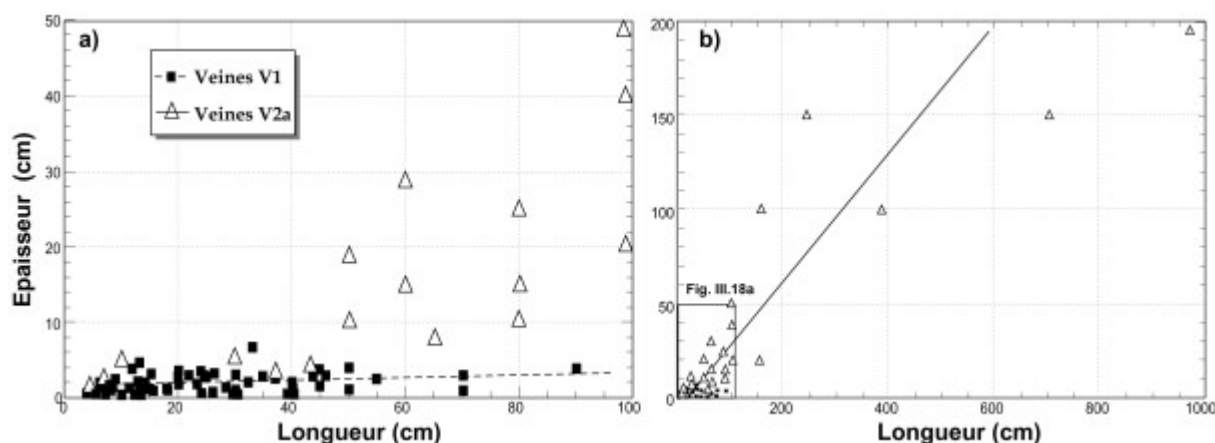 a)
Veines V1
Veines V2a
Epaisseur (cm)
50
40
30
20
10
0
0 20 40 60 80 100
Longueur (cm)
b)
200
150
100
50
0
Fig. III.18a
200 400 600 800 1000
Longueur (cm)